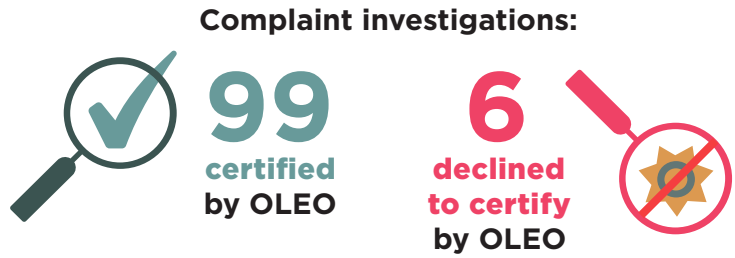 Complaint investigations:
99
certified
by OLEO
6
declined
to certify
by OLEO